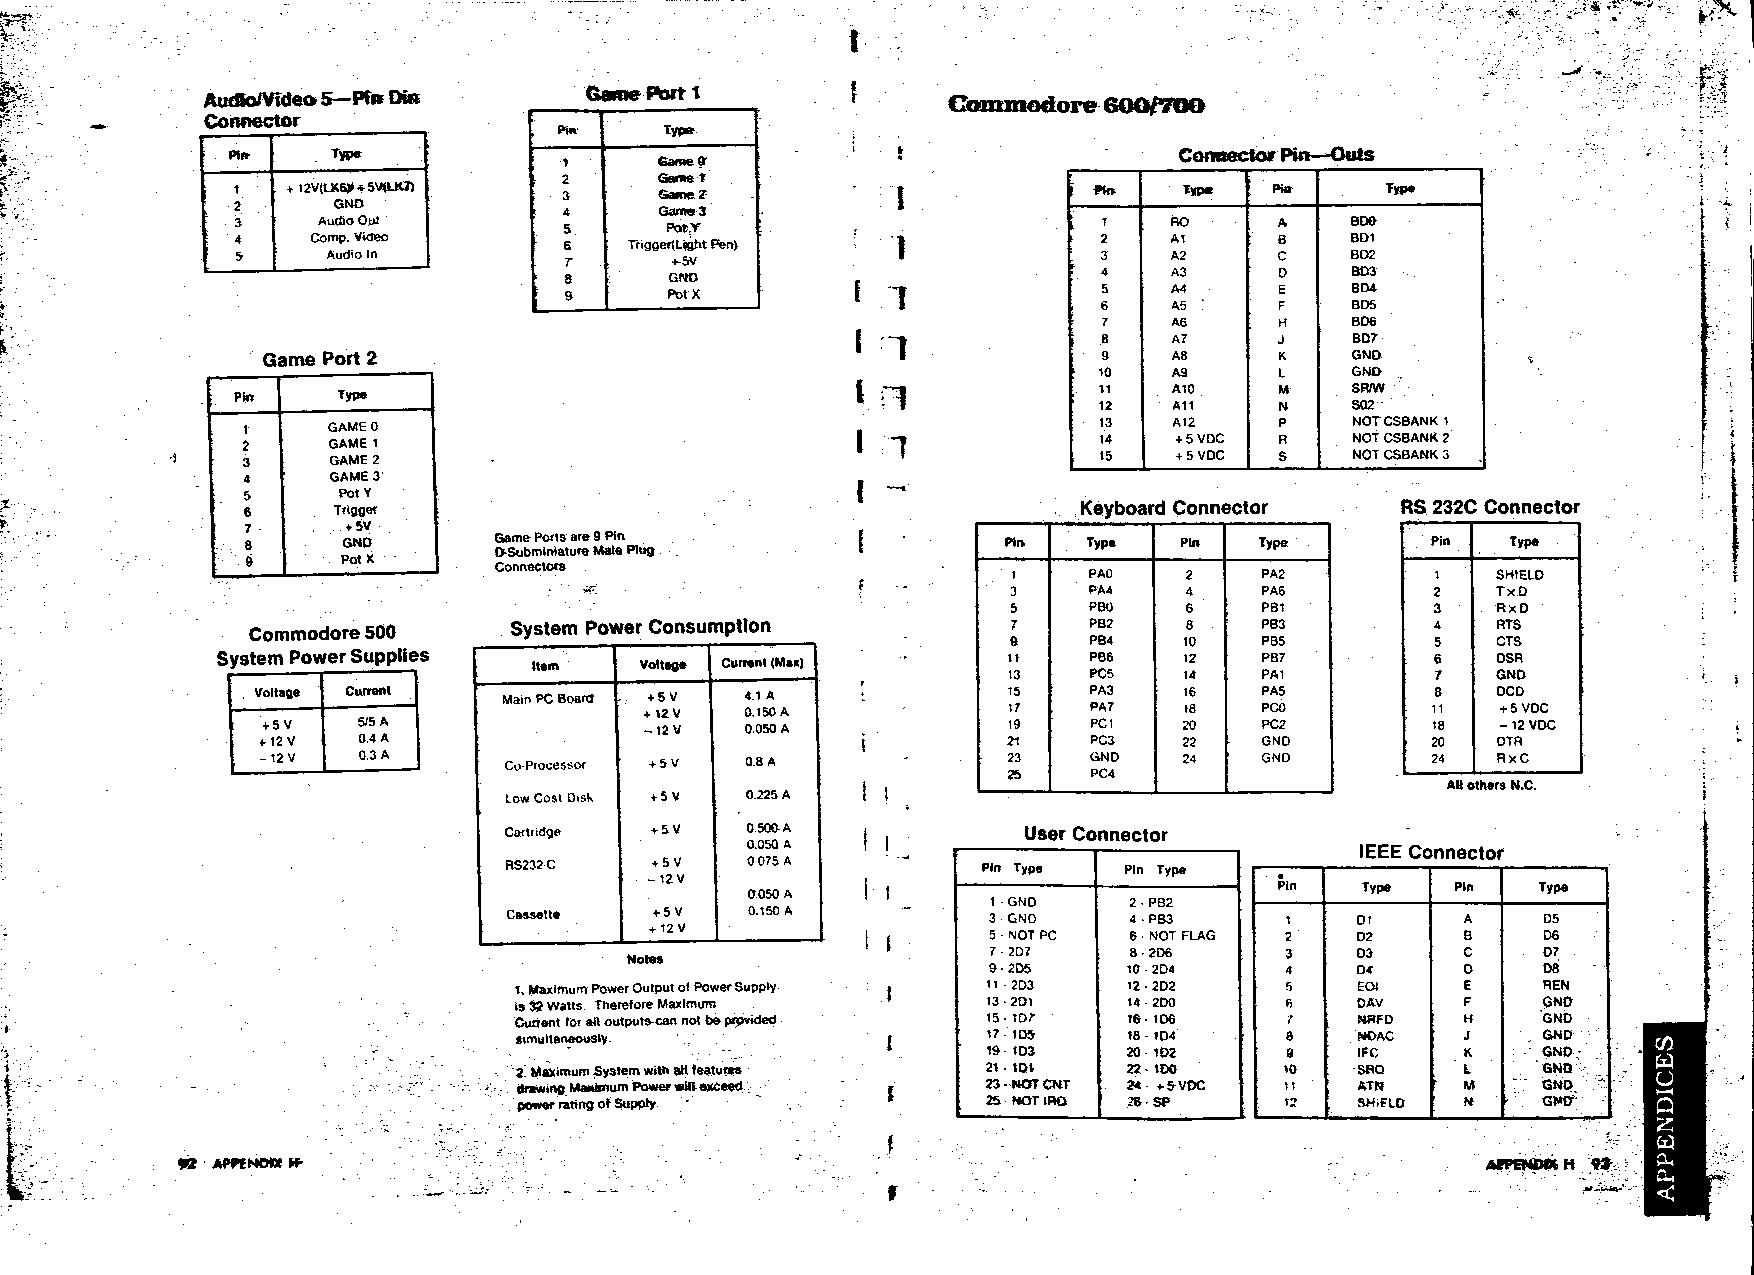 Audio/Video 5—Pin Din
Connector
Pin Type
1 +12V(LK6)/+5V(LK7)
2 GND
3 Audio Out
4 Comp. Video
5 Audio In
Game Port 1
Pin Type
1 Game 0
2 Game 1
3 Game 2
4 Game 3
5 Pot Y
6 Trigger(Light Pen)
7 +5V
8 GND
9 Pot X
Game Port 2
Pin Type
1 GAME 0
2 GAME 1
3 GAME 2
4 GAME 3
5 Pot Y
6 Trigger
7 +5V
8 GND
9 Pot X
Game Ports are 9 Pin
D-Subminiature Male Plug
Connectors
Commodore 500
System Power Supplies
Voltage Current
+5 V 5/5 A
+12 V 0.4 A
-12 V 0.3 A
System Power Consumption
Item Voltage Current (Max)
Main PC Board +5 V 4.1 A
+12 V 0.150 A
-12 V 0.050 A
Co-Processor +5 V 0.8 A
Low Cost Disk +5 V 0.225 A
Cartridge +5 V 0.500 A
0.050 A
RS232-C +5 V 0.075 A
-12 V
0.050 A
Cassette +5 V 0.150 A
+12 V
Notes
1. Maximum Power Output of Power Supply
is 32 Watts. Therefore Maximum
Current for all outputs can not be provided
simultaneously.
2. Maximum System with all features
drawing Maximum Power will exceed
power rating of Supply.
92 APPENDIX H
Commodore 600/700
Connector Pin—Outs
Pin Type Pin Type
1 RO A BD0
2 A1 B BD1
3 A2 C BD2
4 A3 D BD3
5 A4 E BD4
6 A5 F BD5
7 A6 H BD6
8 A7 J BD7
9 A8 K GND
10 A9 L GND
11 A10 M SR/W
12 A11 N S02
13 A12 P NOT CSBANK 1
14 +5 VDC R NOT CSBANK 2
15 +5 VDC S NOT CSBANK 3
Keyboard Connector
Pin Type Pin Type
1 PA0 2 PA2
3 PA4 4 PA6
5 PB0 6 PB1
7 PB2 8 PB3
9 PB4 10 PB5
11 PB6 12 PB7
13 PC5 14 PA1
15 PA3 16 PA5
17 PA7 18 PC0
19 PC1 20 PC2
21 PC3 22 GND
23 GND 24 GND
25 PC4
RS 232C Connector
Pin Type
1 SHIELD
2 TxD
3 RxD
4 RTS
5 CTS
6 DSR
7 GND
8 DCD
11 +5 VDC
18 -12 VDC
20 DTR
24 RxC
All others N.C.
User Connector
Pin Type Pin Type
1 - GND 2 - PB2
3 - GND 4 - PB3
5 - NOT PC 6 - NOT FLAG
7 - 2D7 8 - 2D6
9 - 2D5 10 - 2D4
11 - 2D3 12 - 2D2
13 - 2D1 14 - 2D0
15 - 1D7 16 - 1D6
17 - 1D5 18 - 1D4
19 - 1D3 20 - 1D2
21 - 1D1 22 - 1D0
23 - NOT CNT 24 - +5 VDC
25 - NOT IRQ 26 - SP
IEEE Connector
Pin Type Pin Type
1 D1 A D5
2 D2 B D6
3 D3 C D7
4 D4 D D8
5 EOI E REN
6 DAV F GND
7 NRFD H GND
8 NDAC J GND
9 IFC K GND
10 SRQ L GND
11 ATN M GND
12 SHIELD N GND
APPENDIX H 93
APPENDICES